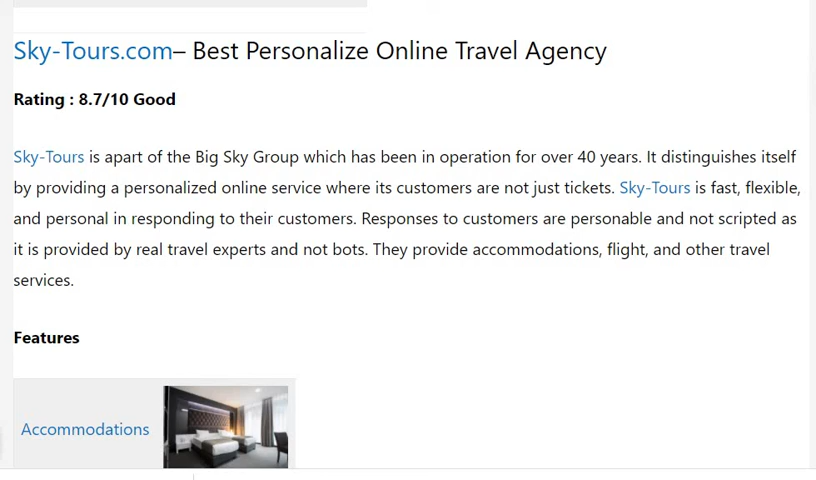 Sky-Tours.com– Best Personalize Online Travel Agency
Rating : 8.7/10 Good
Sky-Tours is apart of the Big Sky Group which has been in operation for over 40 years. It distinguishes itself
by providing a personalized online service where its customers are not just tickets. Sky-Tours is fast, flexible,
and personal in responding to their customers. Responses to customers are personable and not scripted as
it is provided by real travel experts and not bots. They provide accommodations, flight, and other travel
services.
Features
Accommodations